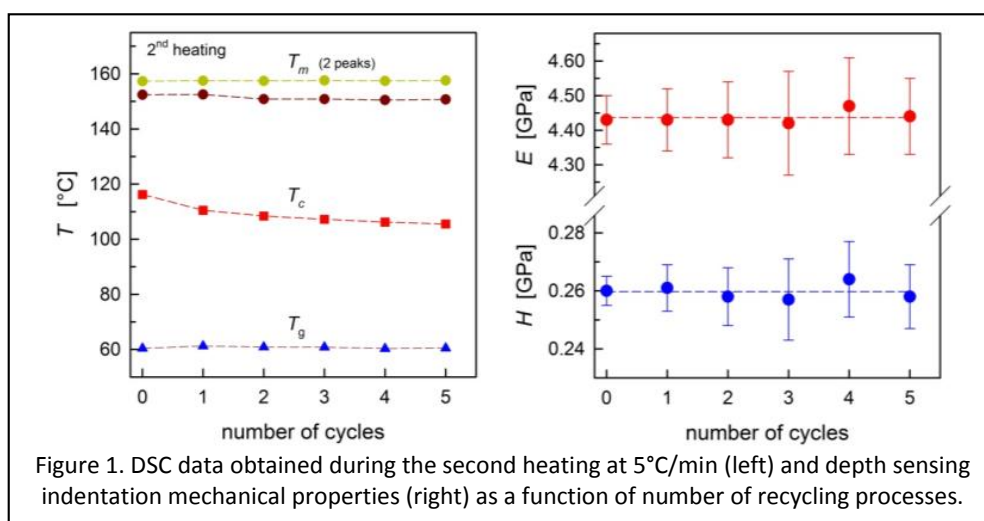 2nd heating
Tm (2 peaks)
Tc
Tg
T [°C]
160
140
120
100
80
60
0 1 2 3 4 5
number of cycles
E [GPa]
4.60
4.45
4.30
H [GPa]
0.28
0.26
0.24
0 1 2 3 4 5
number of cycles
Figure 1. DSC data obtained during the second heating at 5°C/min (left) and depth sensing
indentation mechanical properties (right) as a function of number of recycling processes.